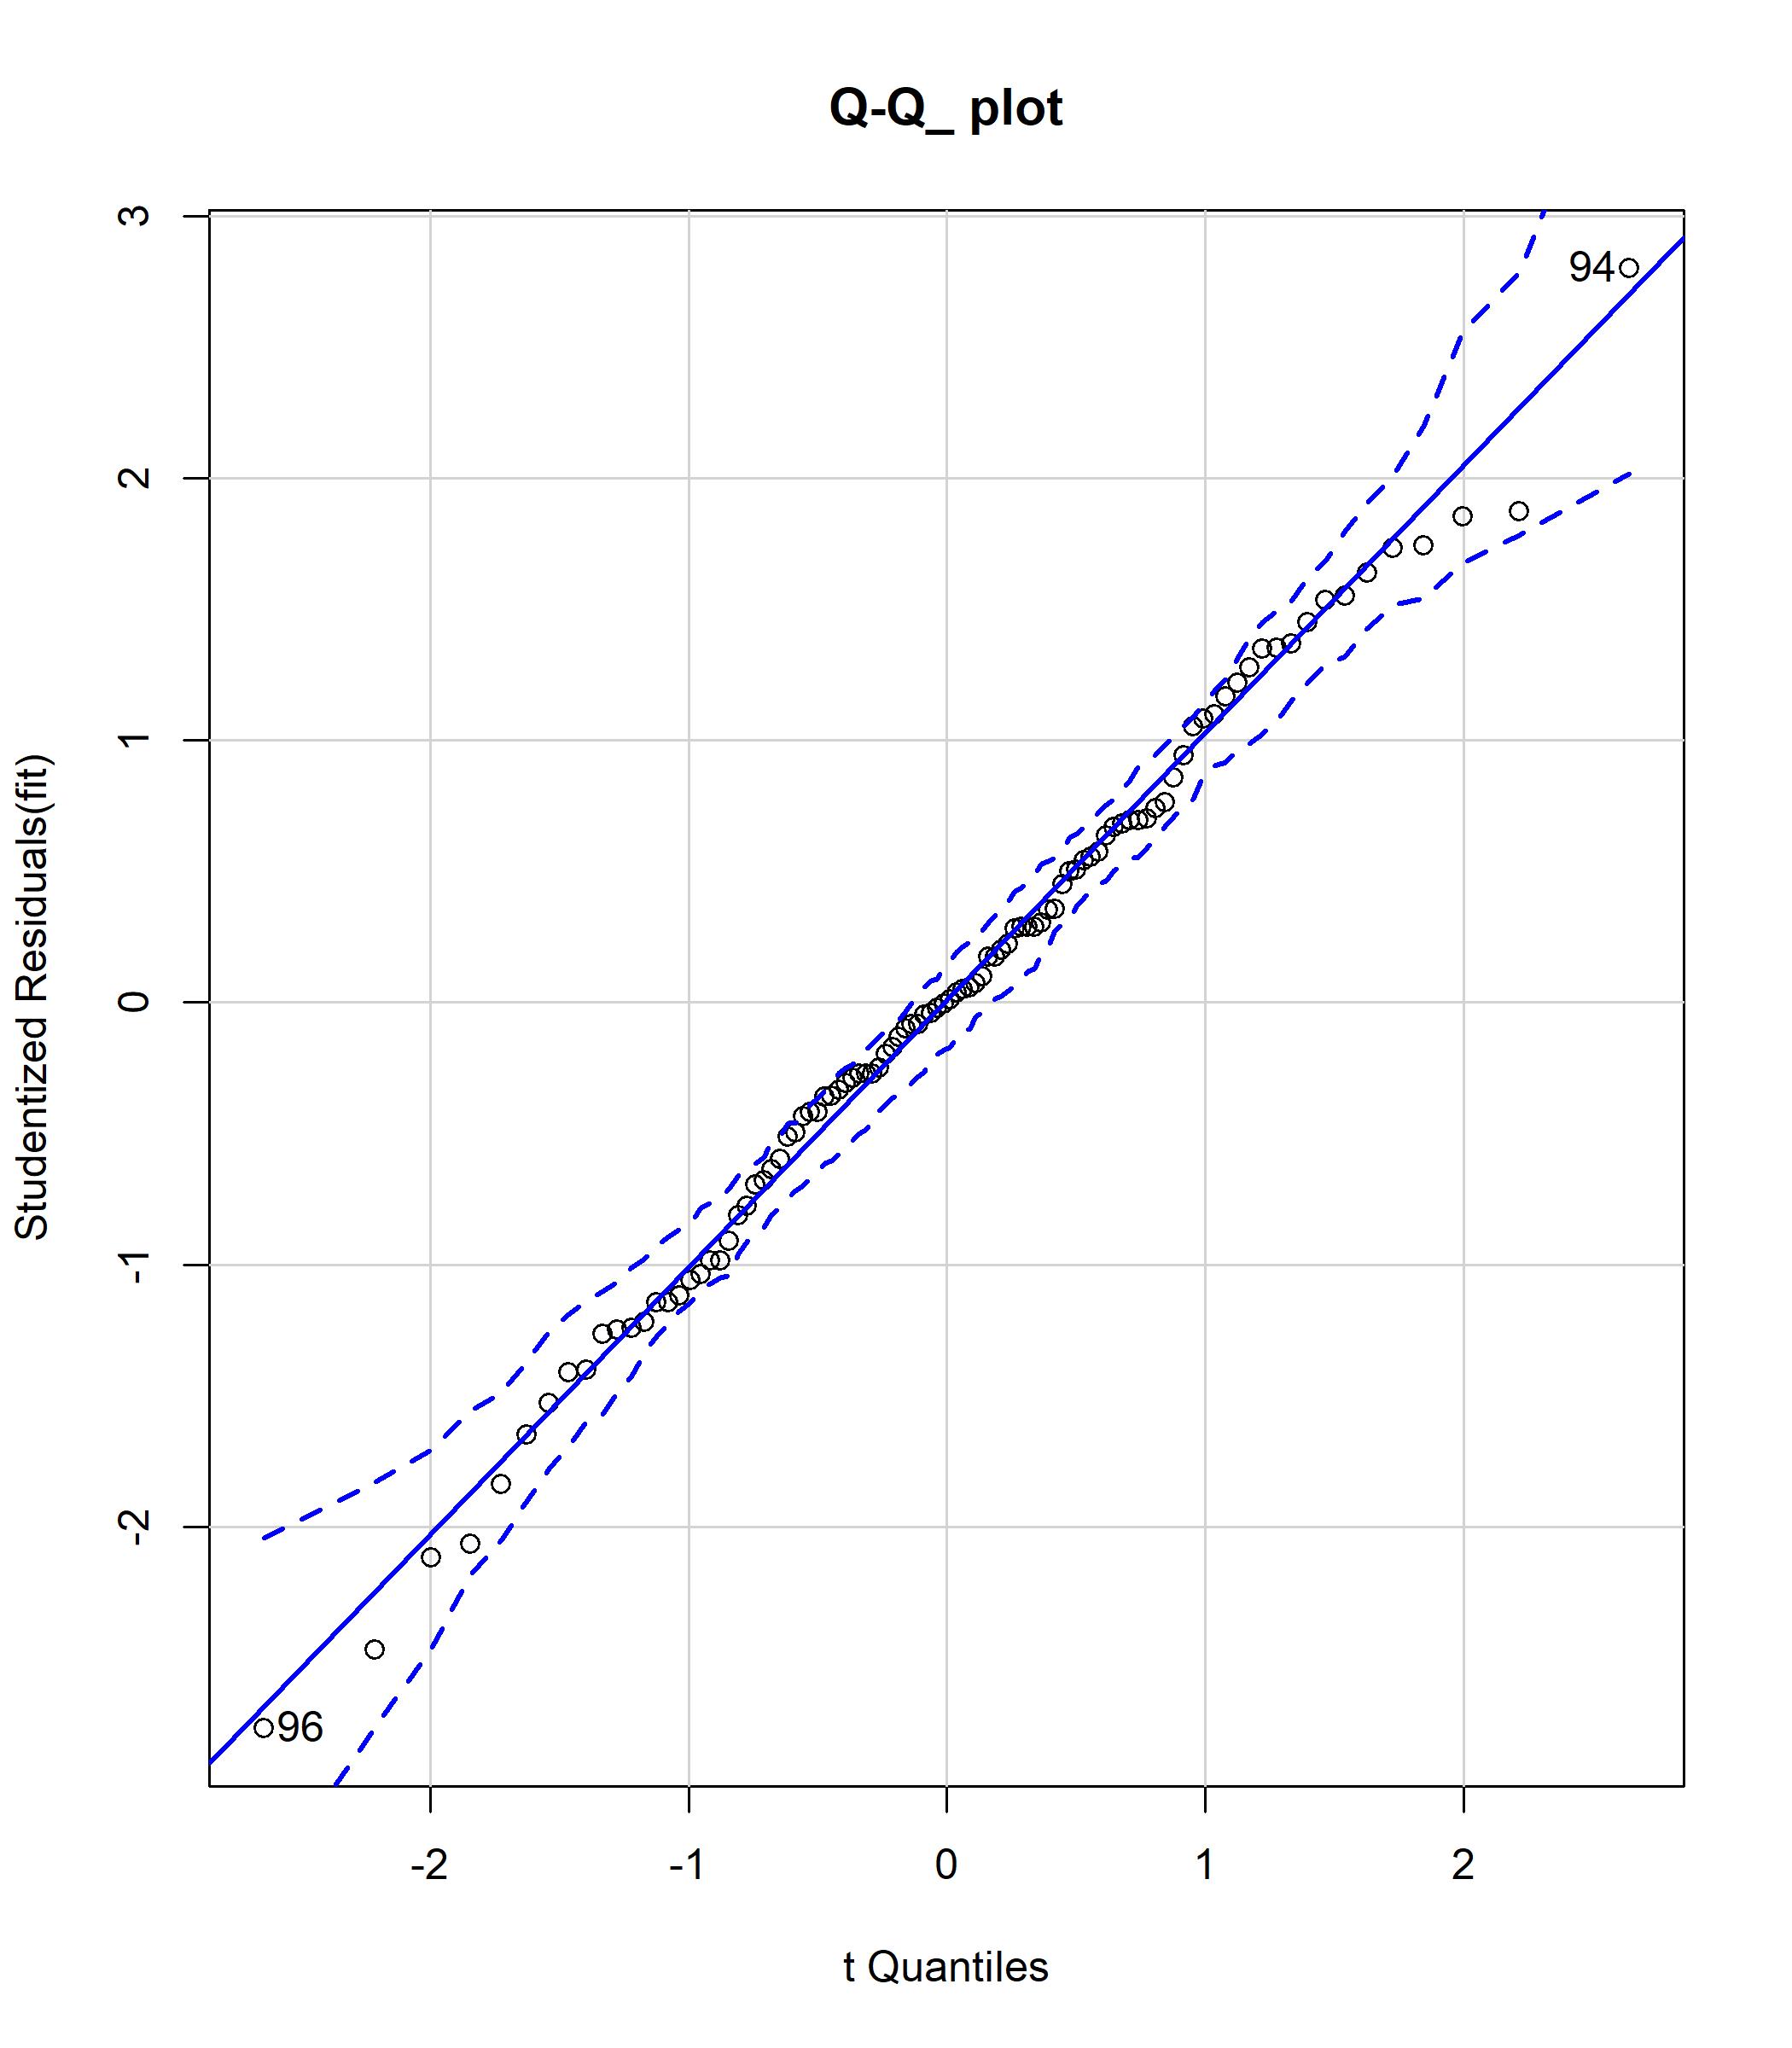 Q-Q_ plot
Studentized Residuals(fit)
3
2
1
0
-1
-2
94
96
-2 -1 0 1 2
t Quantiles